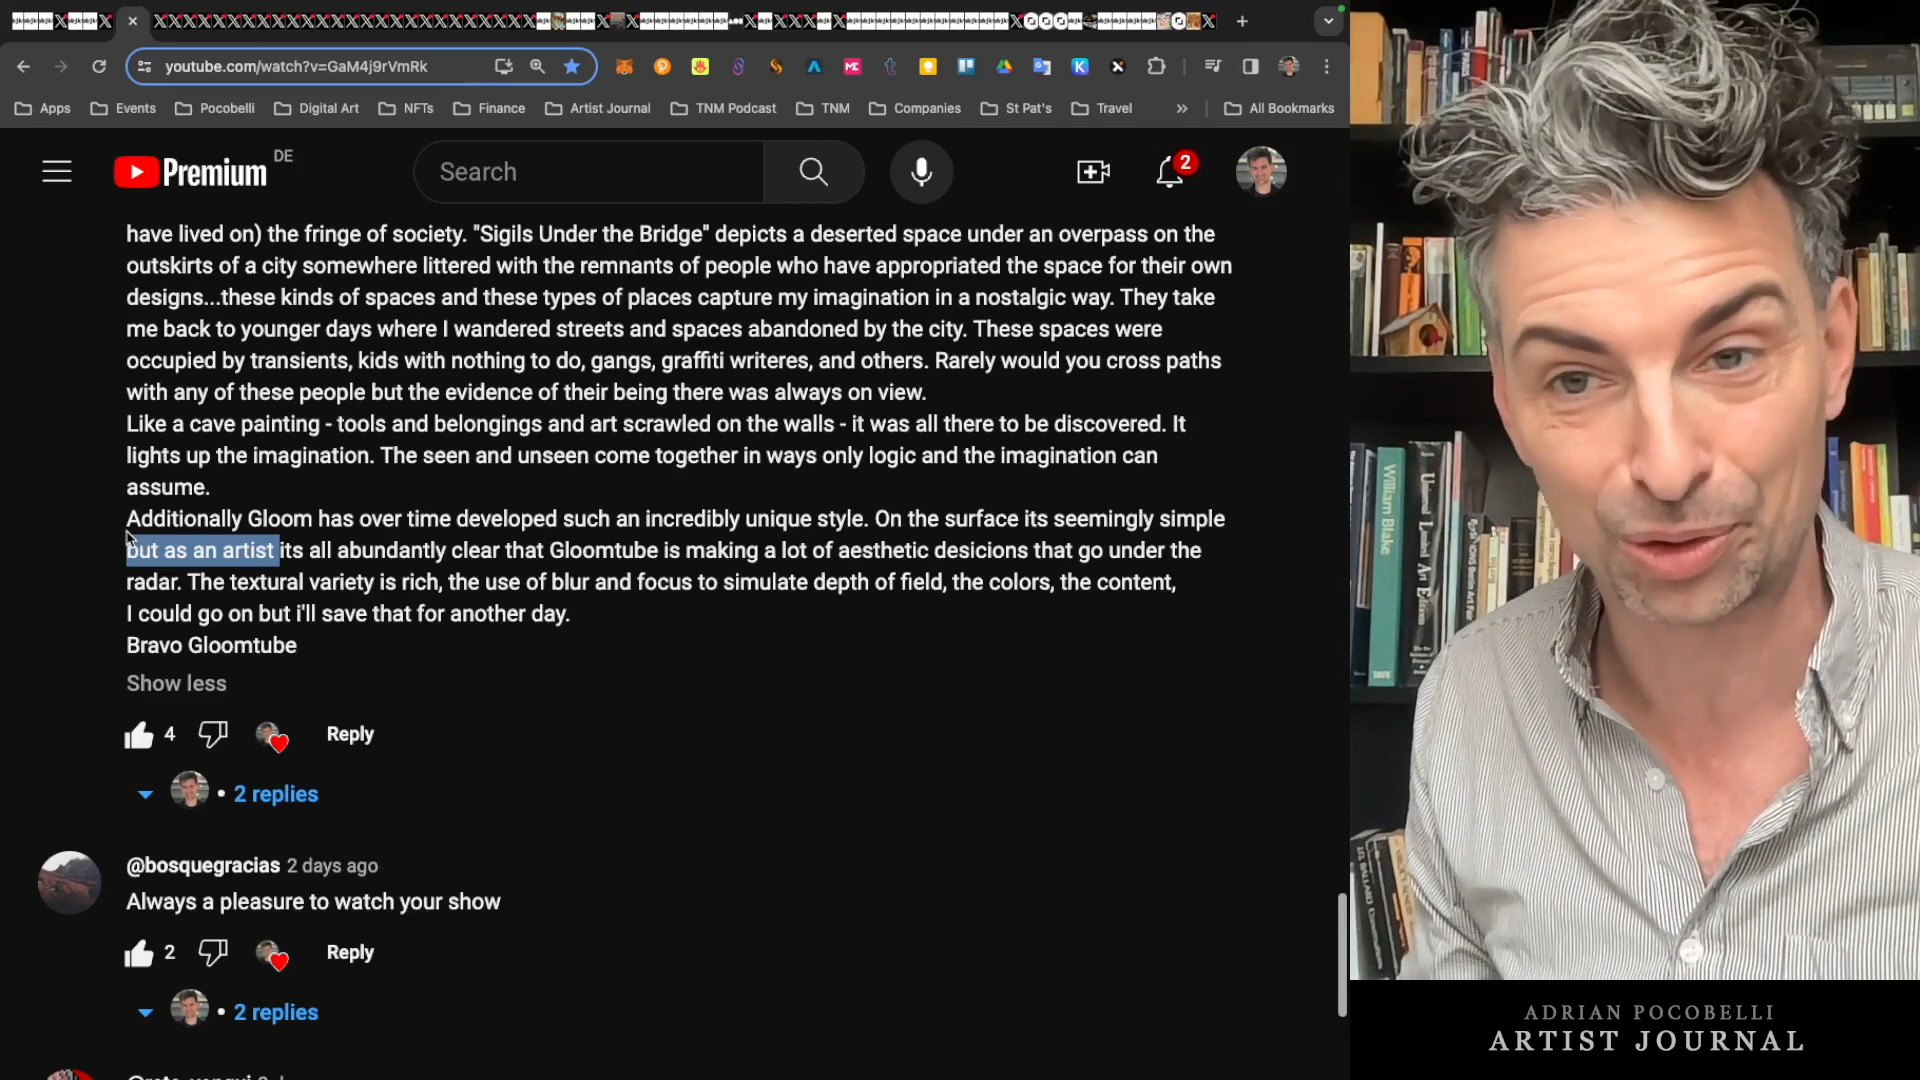 youtube.com/watch?v=GaM4j9rVmRk
Apps
Events
Pocobelli
Digital Art
NFTs
Finance
Artist Journal
TNM Podcast
TNM
Companies
St Pat's
Travel
All Bookmarks
Premium DE
Search
2
have lived on) the fringe of society. "Sigils Under the Bridge" depicts a deserted space under an overpass on the
outskirts of a city somewhere littered with the remnants of people who have appropriated the space for their own
designs...these kinds of spaces and these types of places capture my imagination in a nostalgic way. They take
me back to younger days where I wandered streets and spaces abandoned by the city. These spaces were
occupied by transients, kids with nothing to do, gangs, graffiti writeres, and others. Rarely would you cross paths
with any of these people but the evidence of their being there was always on view.
Like a cave painting - tools and belongings and art scrawled on the walls - it was all there to be discovered. It
lights up the imagination. The seen and unseen come together in ways only logic and the imagination can
assume.
Additionally Gloom has over time developed such an incredibly unique style. On the surface its seemingly simple
but as an artist its all abundantly clear that Gloomtube is making a lot of aesthetic desicions that go under the
radar. The textural variety is rich, the use of blur and focus to simulate depth of field, the colors, the content,
I could go on but i'll save that for another day.
Bravo Gloomtube
Show less
4
Reply
2 replies
@bosquegracias 2 days ago
Always a pleasure to watch your show
2
Reply
2 replies
William Blake
ADRIAN POCOBELLI
ARTIST JOURNAL